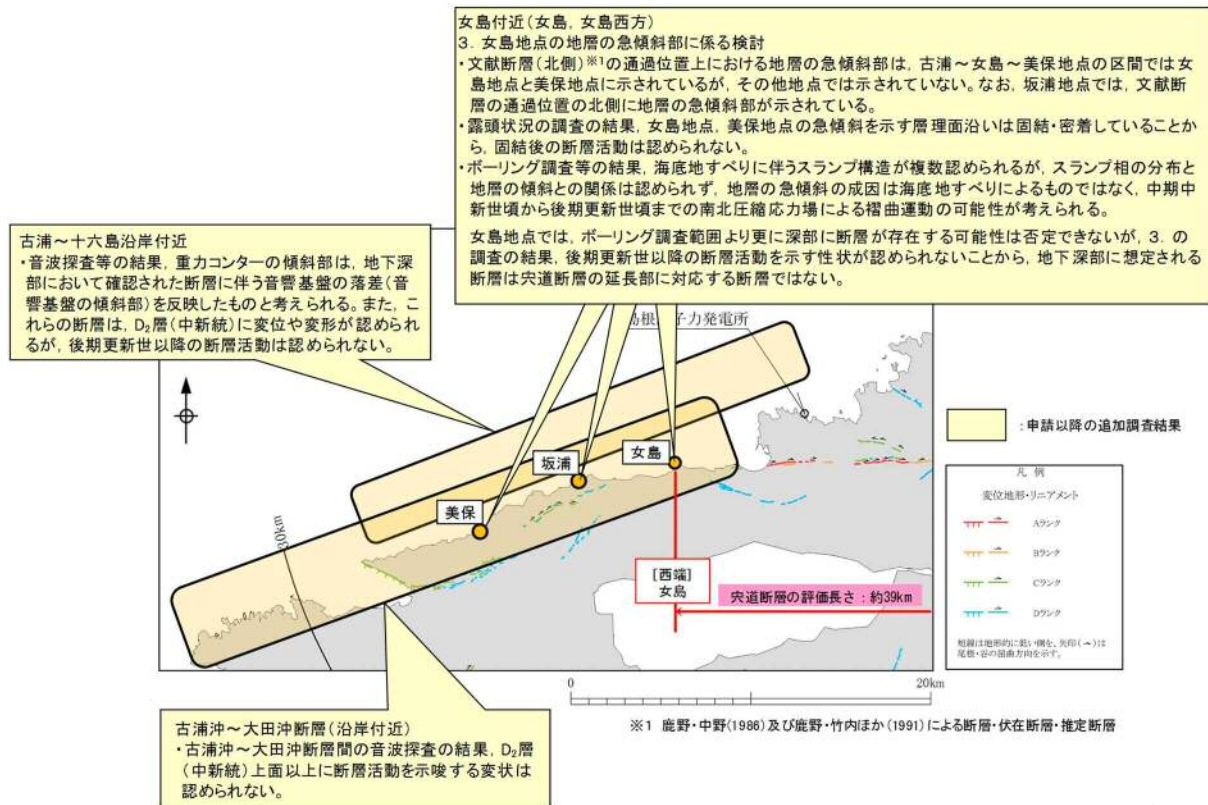 女島付近(女島，女島西方)
3．女島地点の地層の急傾斜部に係る検討
・文献断層(北側)※1の通過位置上における地層の急傾斜部は，古浦～女島～美保地点の区間では女
島地点と美保地点に示されているが，その他地点では示されていない。なお，坂浦地点では，文献断
層の通過位置の北側に地層の急傾斜部が示されている。
・露頭状況の調査の結果，女島地点，美保地点の急傾斜を示す層理面沿いは固結・密着していることか
ら，固結後の断層活動は認められない。
・ボーリング調査等の結果，海底地すべりに伴うスランプ構造が複数認められるが，スランプ相の分布と
地層の傾斜との関係は認められず，地層の急傾斜の成因は海底地すべりによるものではなく，中期中
新世頃から後期更新世頃までの南北圧縮応力場による褶曲運動の可能性が考えられる。
女島地点では，ボーリング調査範囲より更に深部に断層が存在する可能性は否定できないが，3．の
調査の結果，後期更新世以降の断層活動を示す性状が認められないことから，地下深部に想定される
断層は宍道断層の延長部に対応する断層ではない。
古浦～十六島沿岸付近
・音波探査等の結果，重力コンターの傾斜部は，地下深
部において確認された断層に伴う音響基盤の落差(音
響基盤の傾斜部)を反映したものと考えられる。また，こ
れらの断層は，D₂層(中新統)に変位や変形が認められ
るが，後期更新世以降の断層活動は認められない。
島根 子力発電所
女島
坂浦
美保
30km
[西端]
女島
宍道断層の評価長さ：約39km
：申請以降の追加調査結果
凡 例
変位地形・リニアメント
Aランク
Bランク
Cランク
Dランク
短線は地形的に低い側を，矢印(→)は
尾根・谷の屈曲方向を示す。
0
20km
※1 鹿野・中野(1986)及び鹿野・竹内ほか(1991)による断層・伏在断層・推定断層
古浦沖～大田沖断層(沿岸付近)
・古浦沖～大田沖断層間の音波探査の結果，D₂層
(中新統)上面以上に断層活動を示唆する変状は
認められない。